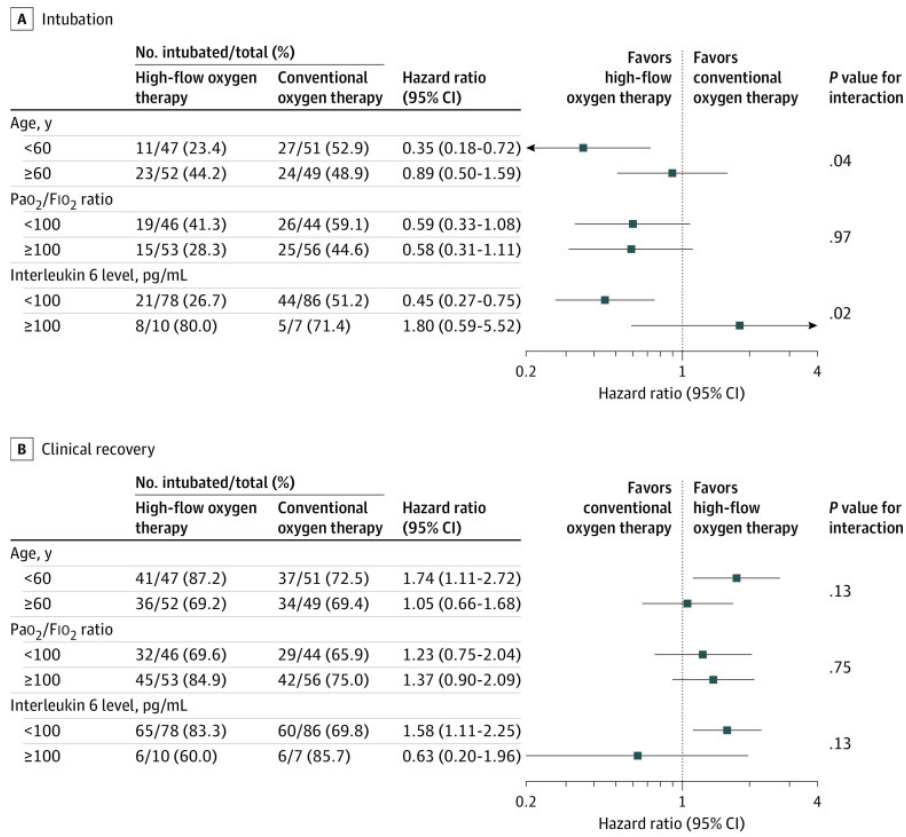 A Intubation
No. intubated/total (%)
High-flow oxygen therapy
Conventional oxygen therapy
Hazard ratio (95% CI)
Favors high-flow oxygen therapy
Favors conventional oxygen therapy
P value for interaction
Age, y
<60 11/47 (23.4) 27/51 (52.9) 0.35 (0.18-0.72)
.04
≥60 23/52 (44.2) 24/49 (48.9) 0.89 (0.50-1.59)
PaO2/FIO2 ratio
<100 19/46 (41.3) 26/44 (59.1) 0.59 (0.33-1.08)
.97
≥100 15/53 (28.3) 25/56 (44.6) 0.58 (0.31-1.11)
Interleukin 6 level, pg/mL
<100 21/78 (26.7) 44/86 (51.2) 0.45 (0.27-0.75)
.02
≥100 8/10 (80.0) 5/7 (71.4) 1.80 (0.59-5.52)
0.2 1 4
Hazard ratio (95% CI)
B Clinical recovery
No. intubated/total (%)
High-flow oxygen therapy
Conventional oxygen therapy
Hazard ratio (95% CI)
Favors conventional oxygen therapy
Favors high-flow oxygen therapy
P value for interaction
Age, y
<60 41/47 (87.2) 37/51 (72.5) 1.74 (1.11-2.72)
.13
≥60 36/52 (69.2) 34/49 (69.4) 1.05 (0.66-1.68)
PaO2/FIO2 ratio
<100 32/46 (69.6) 29/44 (65.9) 1.23 (0.75-2.04)
.75
≥100 45/53 (84.9) 42/56 (75.0) 1.37 (0.90-2.09)
Interleukin 6 level, pg/mL
<100 65/78 (83.3) 60/86 (69.8) 1.58 (1.11-2.25)
.13
≥100 6/10 (60.0) 6/7 (85.7) 0.63 (0.20-1.96)
0.2 1 4
Hazard ratio (95% CI)